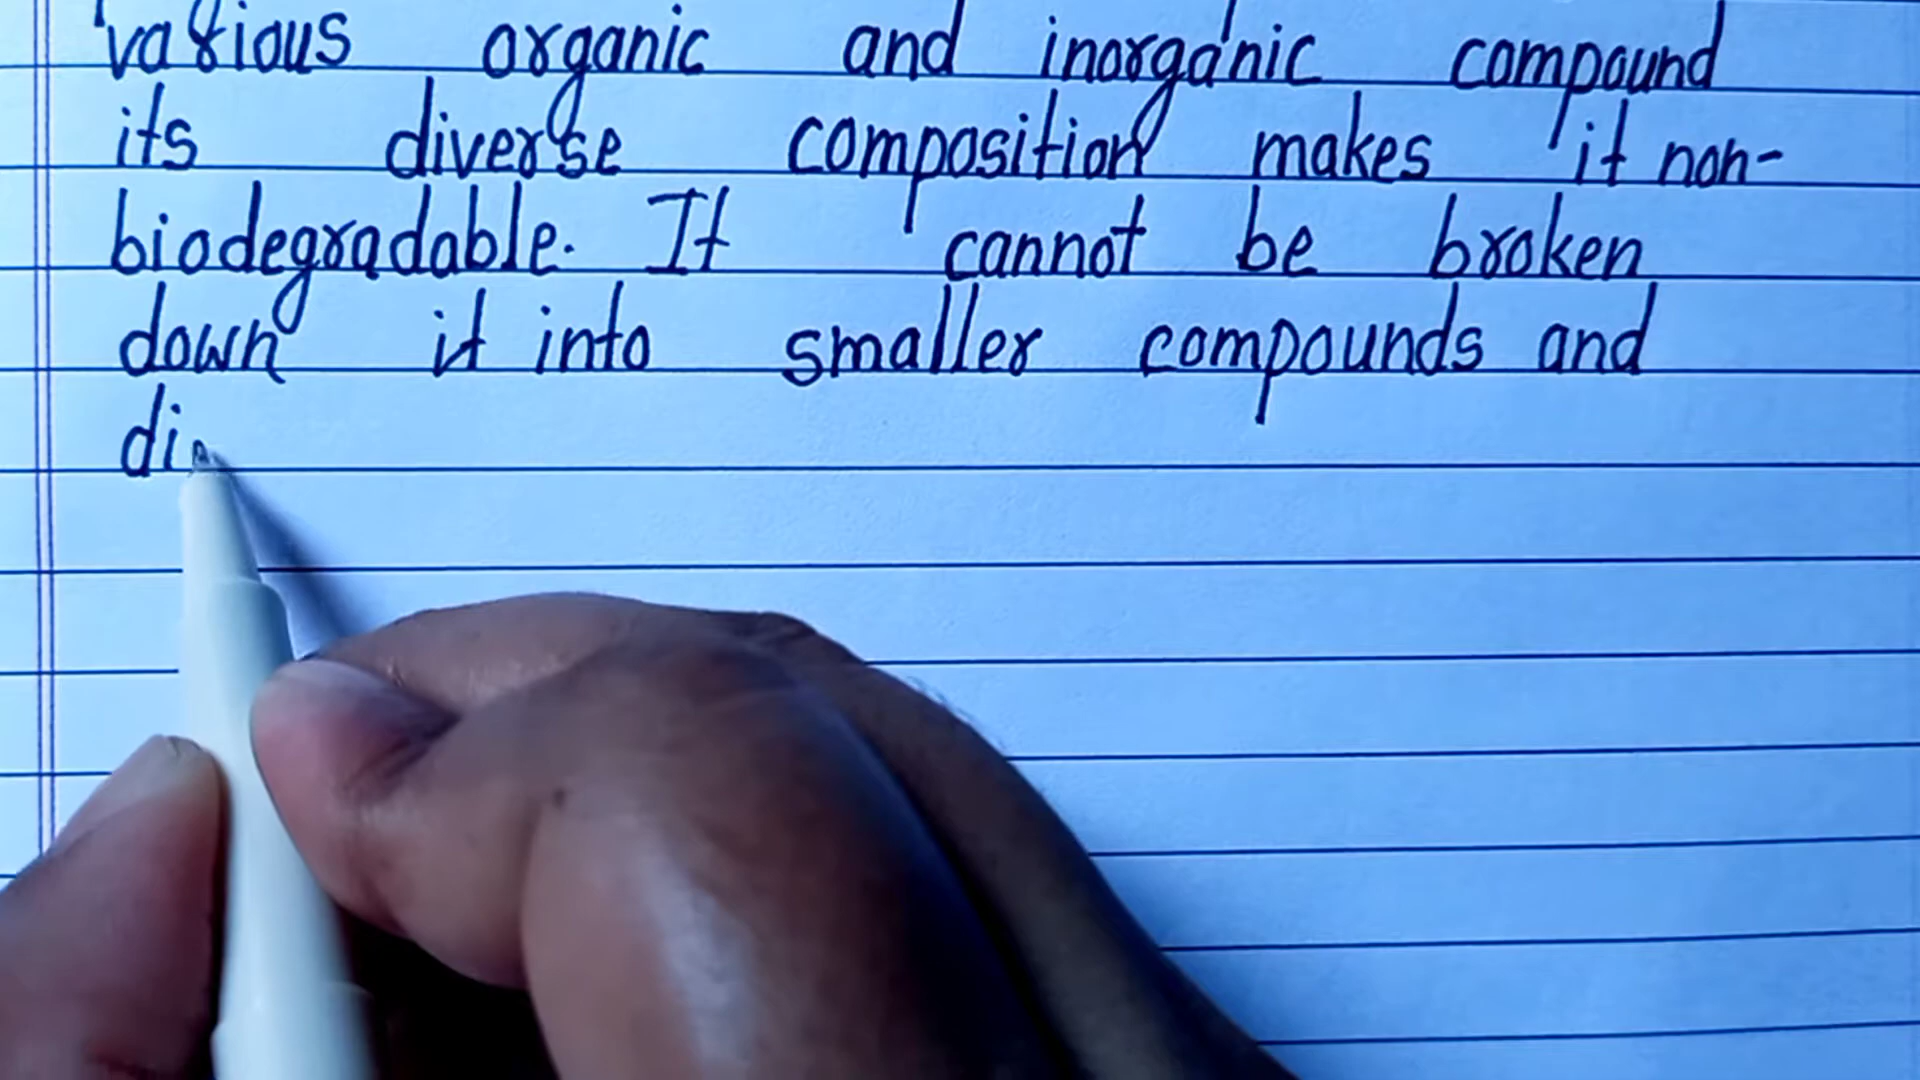 various organic and inorganic compound
its diverse composition makes it non-
biodegradable. It cannot be broken
down it into smaller compounds and